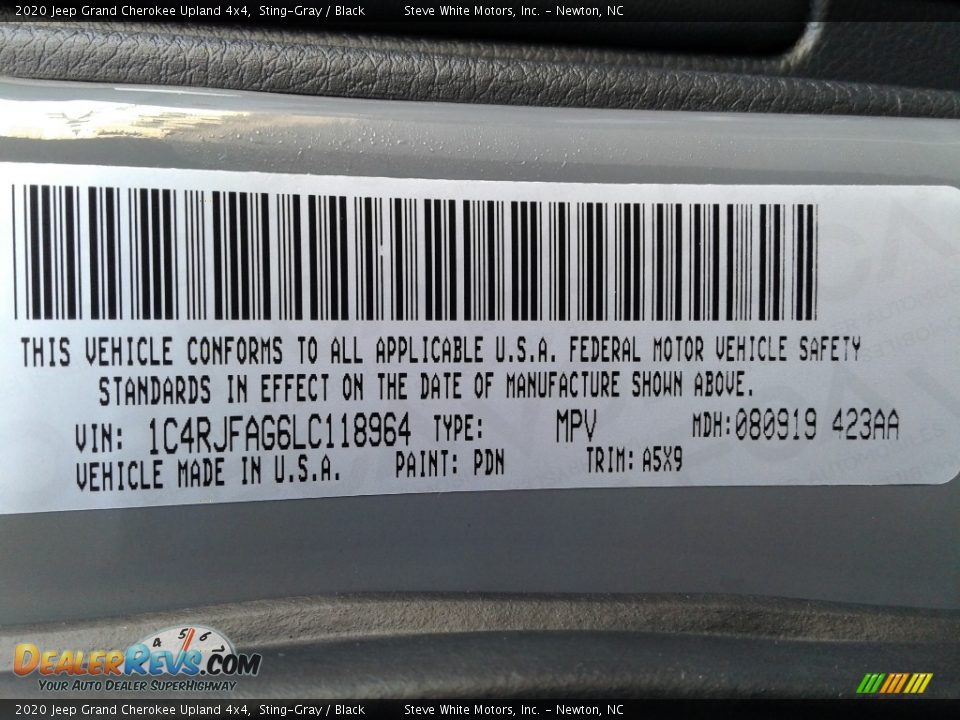 2020 Jeep Grand Cherokee Upland 4x4, Sting-Gray / Black Steve White Motors, Inc. - Newton, NC
THIS VEHICLE CONFORMS TO ALL APPLICABLE U.S.A. FEDERAL MOTOR VEHICLE SAFETY
STANDARDS IN EFFECT ON THE DATE OF MANUFACTURE SHOWN ABOVE.
VIN: 1C4RJFAG6LC118964 TYPE: MPV MDH:080919 423AA
VEHICLE MADE IN U.S.A. PAINT: PDN TRIM: A5X9
4 5 6
DEALERREVS.COM
YOUR AUTO DEALER SUPERHIGHWAY
2020 Jeep Grand Cherokee Upland 4x4, Sting-Gray / Black Steve White Motors, Inc. - Newton, NC